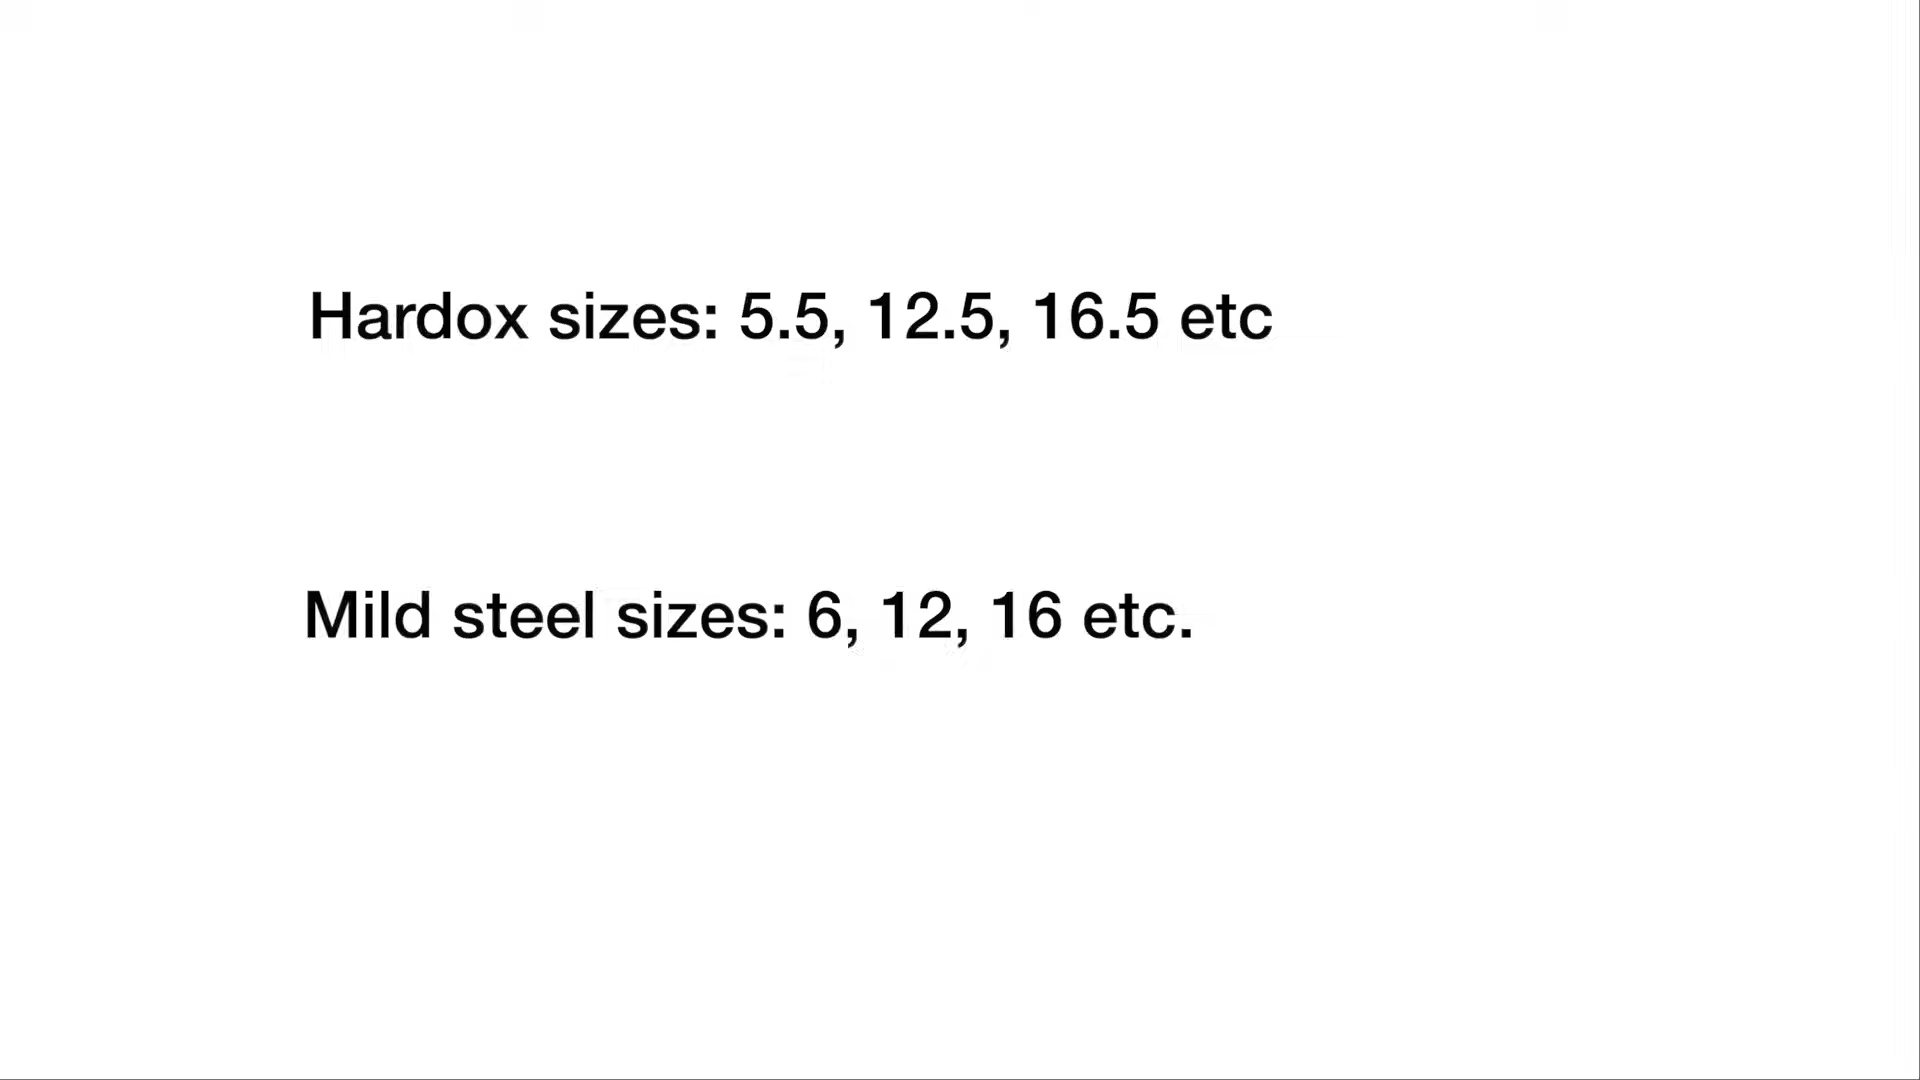 Hardox sizes: 5.5, 12.5, 16.5 etc
Mild steel sizes: 6, 12, 16 etc.